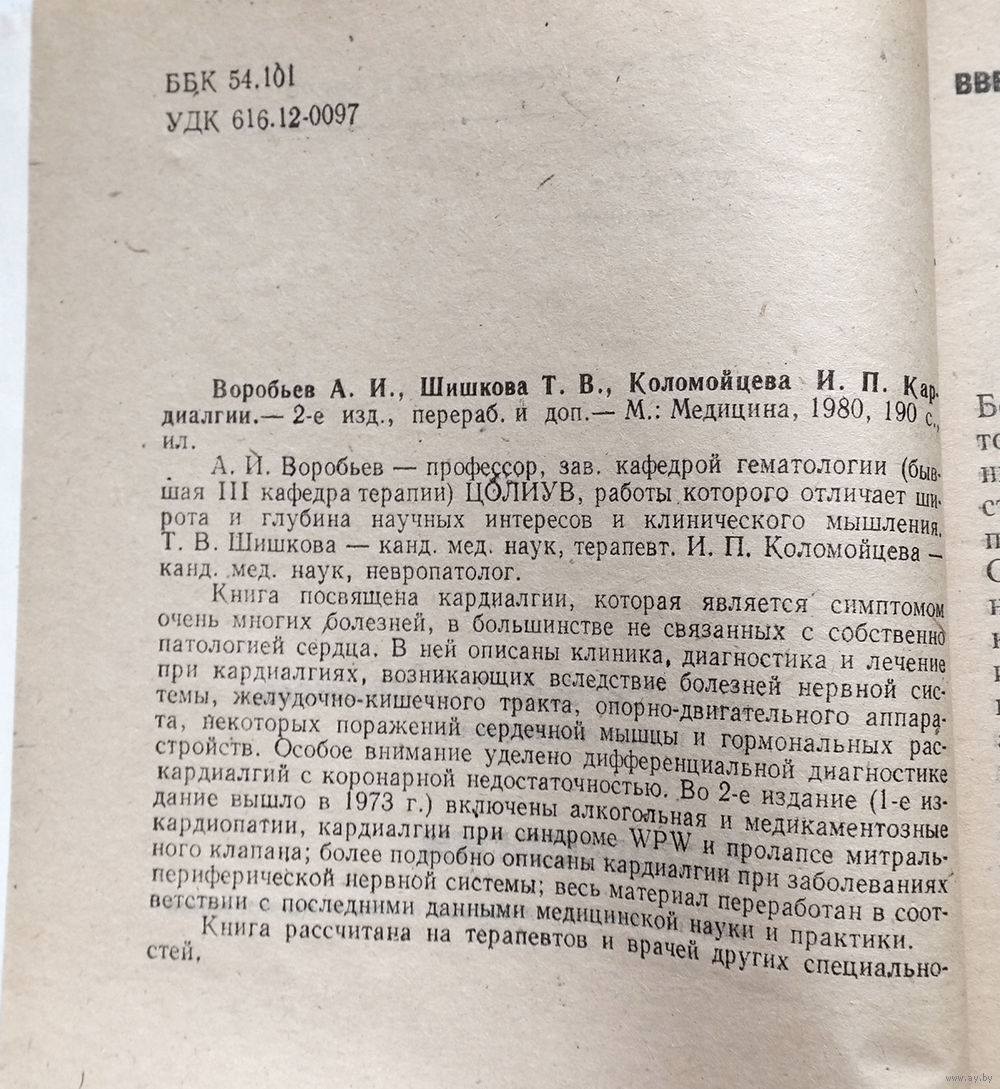 ББК 54.101
УДК 616.12-0097
Воробьев А. И., Шишкова Т. В., Коломойцева И. П. Кар-
диалгии.— 2-е изд., перераб. и доп.— М.: Медицина, 1980, 190 с.,
ил.
А. И. Воробьев — профессор, зав. кафедрой гематологии (быв-
шая III кафедра терапии) ЦОЛИУВ, работы которого отличает ши-
рота и глубина научных интересов и клинического мышления.
Т. В. Шишкова — канд. мед. наук, терапевт. И. П. Коломойцева —
канд. мед. наук, невропатолог.
Книга посвящена кардиалгии, которая является симптомом
очень многих болезней, в большинстве не связанных с собственно
патологией сердца. В ней описаны клиника, диагностика и лечение
при кардиалгиях, возникающих вследствие болезней нервной сис-
темы, желудочно-кишечного тракта, опорно-двигательного аппара-
та, некоторых поражений сердечной мышцы и гормональных рас-
стройств. Особое внимание уделено дифференциальной диагностике
кардиалгий с коронарной недостаточностью. Во 2-е издание (1-е из-
дание вышло в 1973 г.) включены алкогольная и медикаментозные
кардиопатии, кардиалгии при синдроме WPW и пролапсе митраль-
ного клапана; более подробно описаны кардиалгии при заболеваниях
периферической нервной системы; весь материал переработан в соот-
ветствии с последними данными медицинской науки и практики.
Книга рассчитана на терапевтов и врачей других специально-
стей.
ВВЕ
www.ay.by